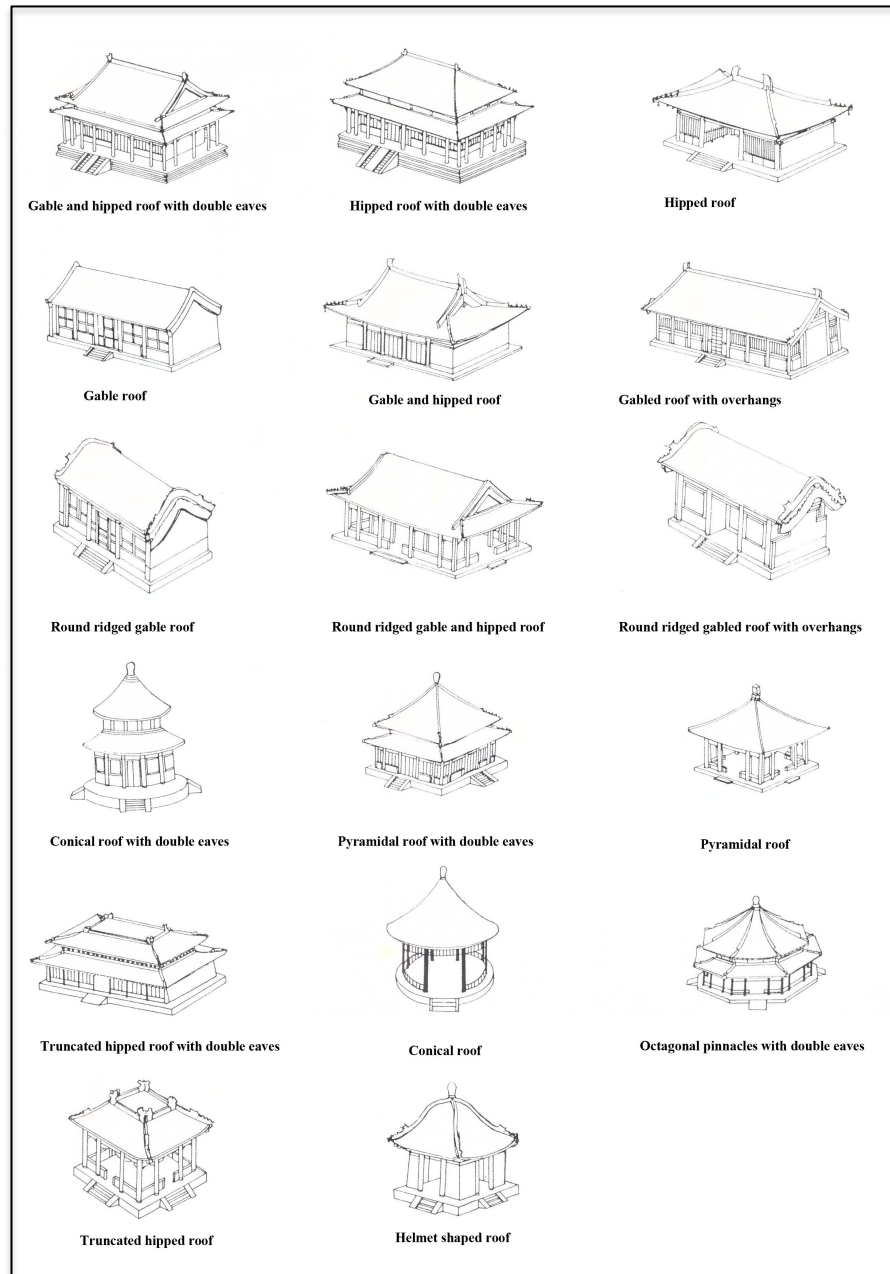 Gable and hipped roof with double eaves
Hipped roof with double eaves
Hipped roof
Gable roof
Gable and hipped roof
Gabled roof with overhangs
Round ridged gable roof
Round ridged gable and hipped roof
Round ridged gabled roof with overhangs
Conical roof with double eaves
Pyramidal roof with double eaves
Pyramidal roof
Truncated hipped roof with double eaves
Conical roof
Octagonal pinnacles with double eaves
Truncated hipped roof
Helmet shaped roof